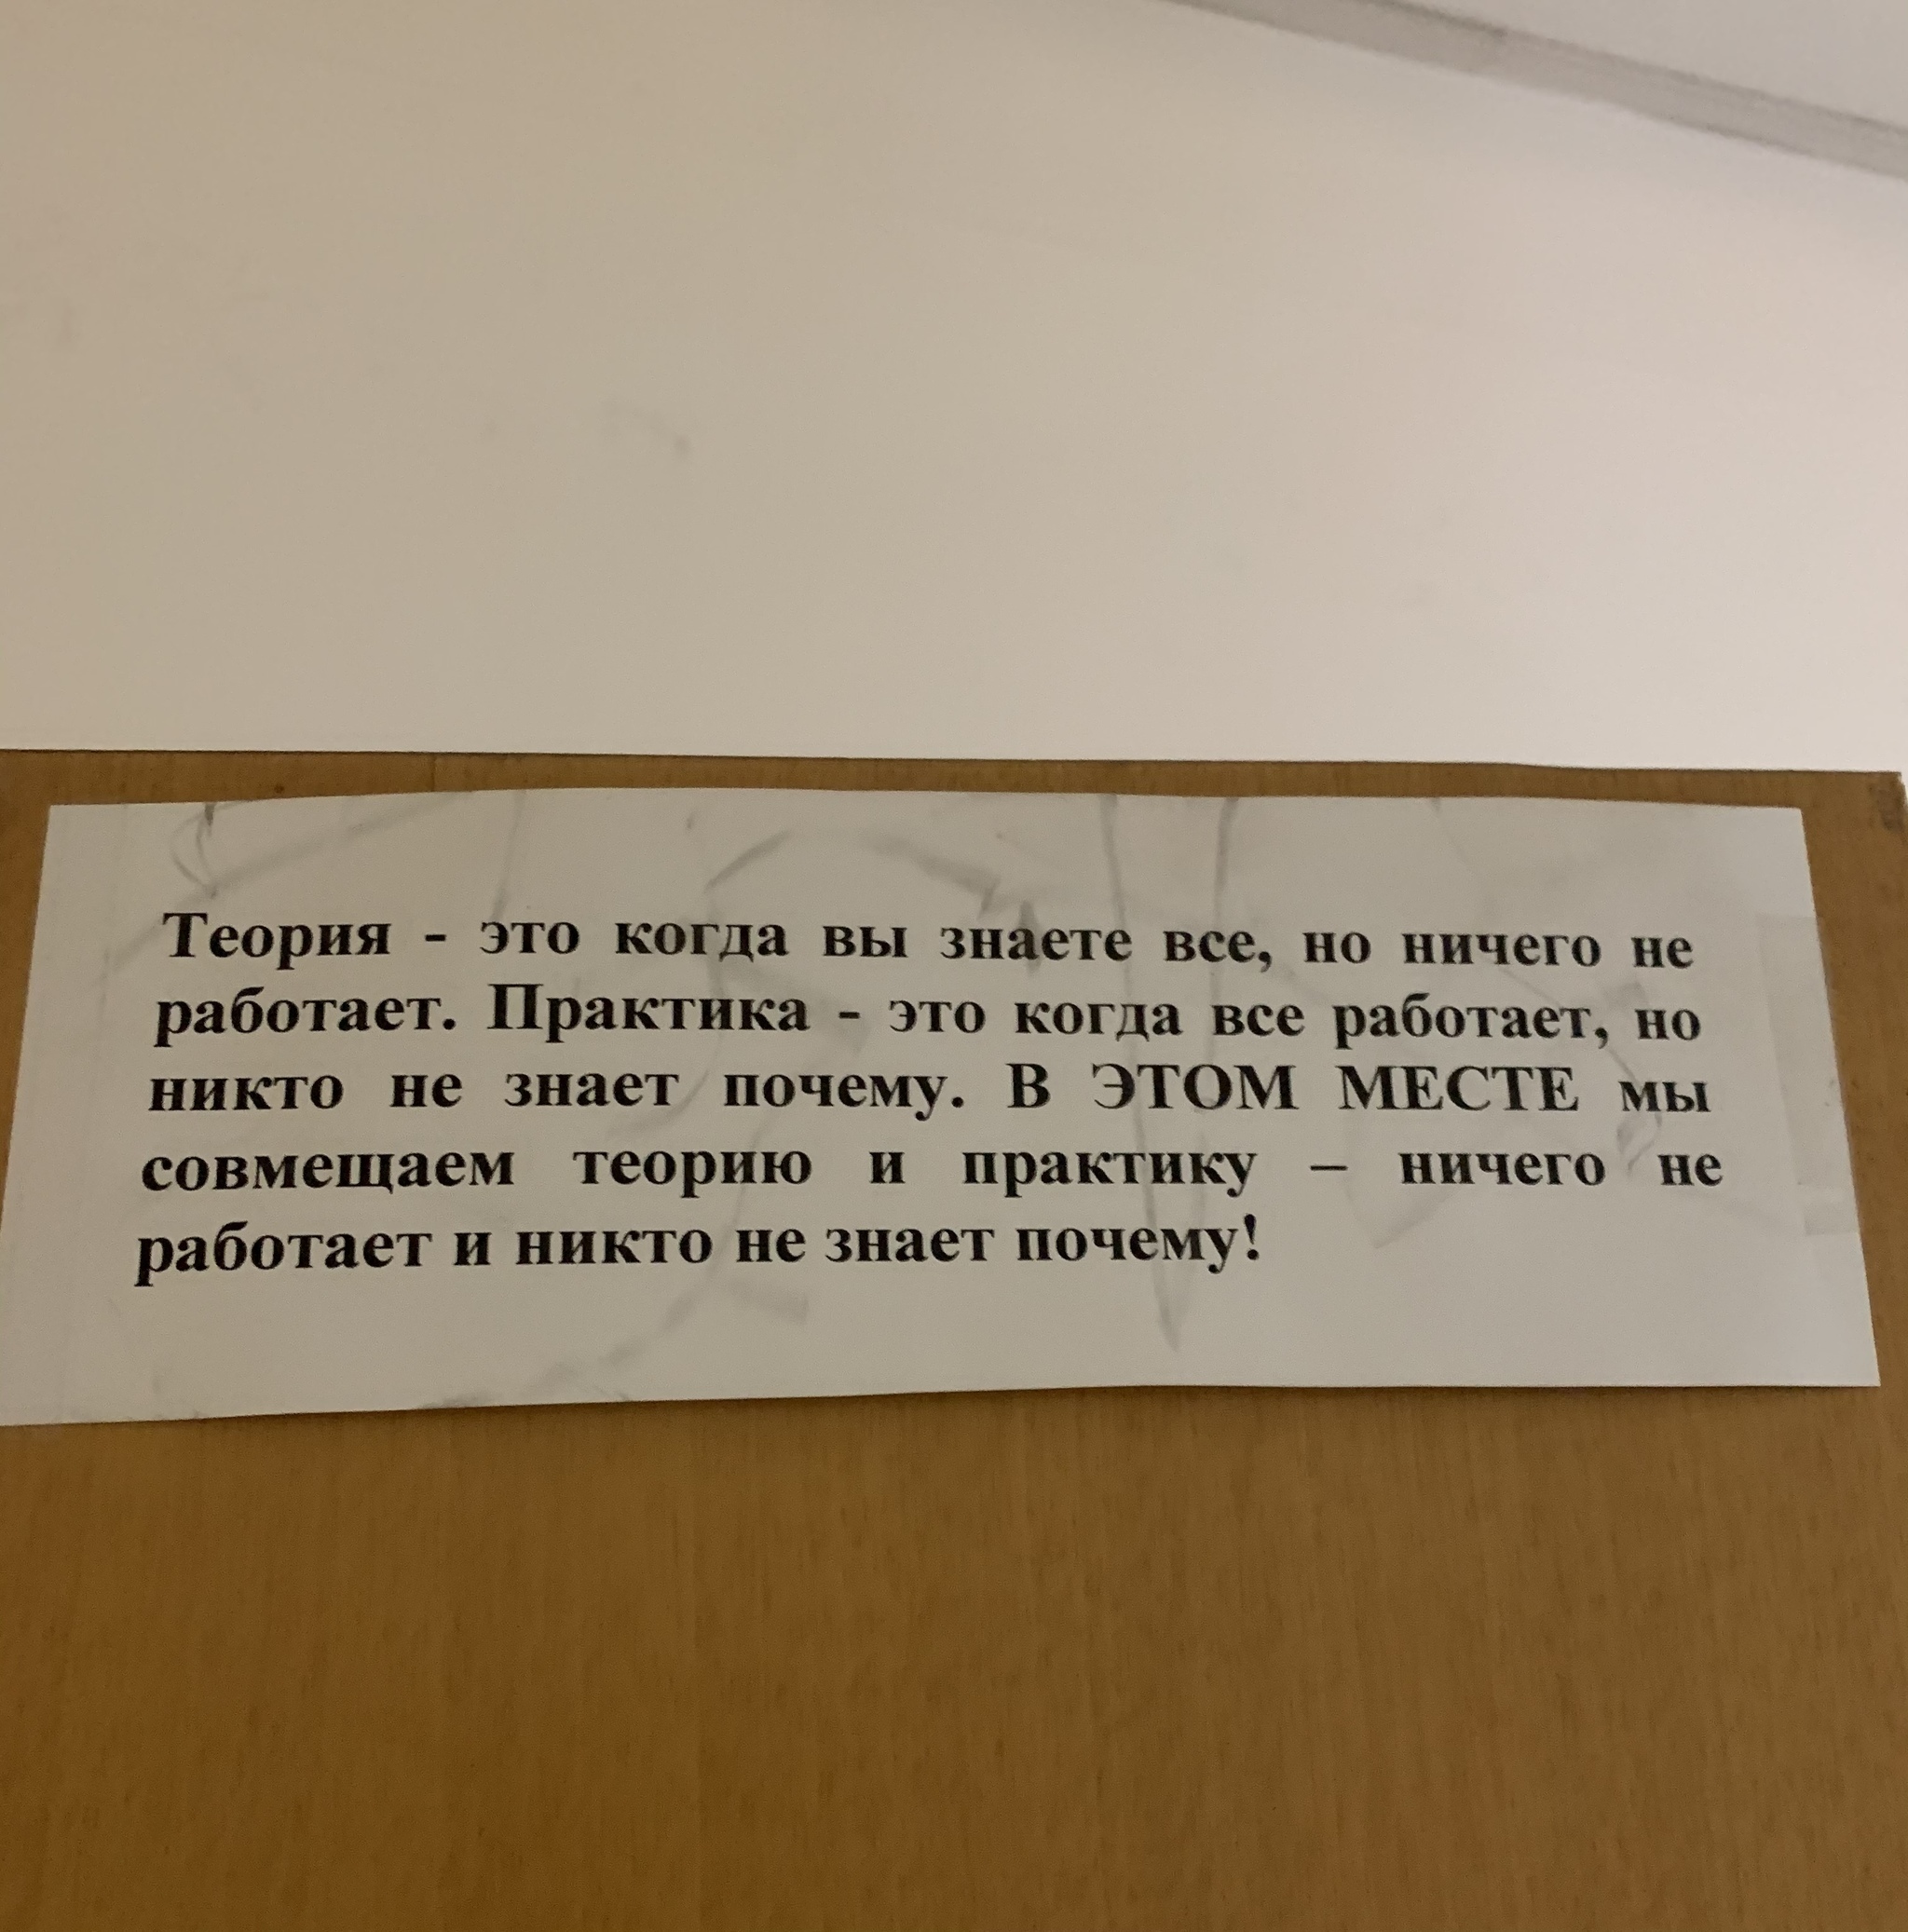 Теория - это когда вы знаете все, но ничего не
работает. Практика - это когда все работает, но
никто не знает почему. В ЭТОМ МЕСТЕ мы
совмещаем теорию и практику – ничего не
работает и никто не знает почему!